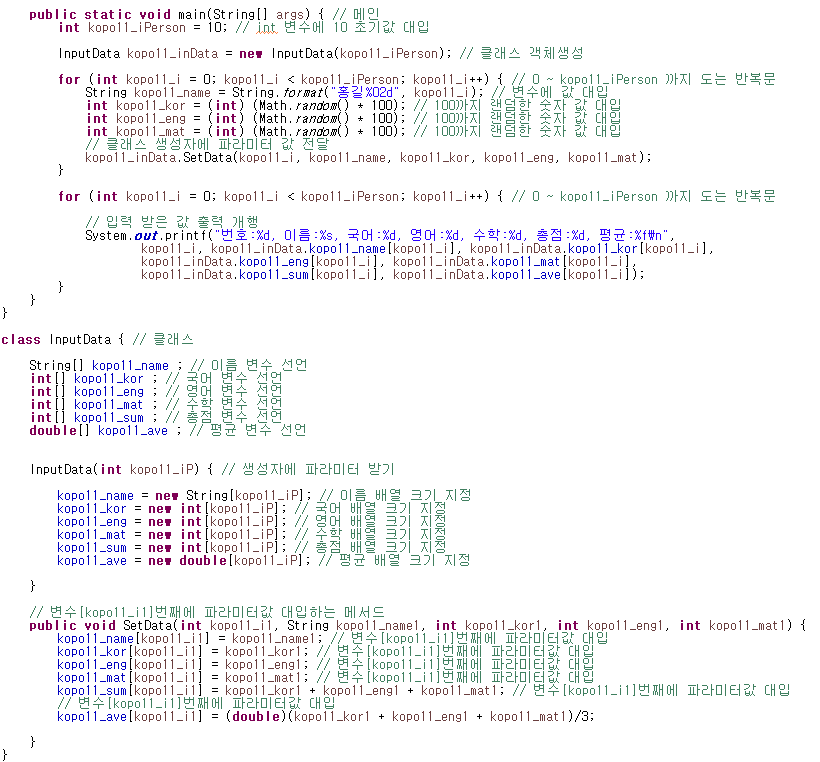 public static void main(String[] args) { // 메인
int kopo11_iPerson = 10; // int 변수에 10 초기값 대입
InputData kopo11_inData = new InputData(kopo11_iPerson); // 클래스 객체생성
for (int kopo11_i = 0; kopo11_i < kopo11_iPerson; kopo11_i++) { // 0 ~ kopo11_iPerson 까지 도는 반복문
String kopo11_name = String.format("홍길%02d", kopo11_i); // 변수에 값 대입
int kopo11_kor = (int) (Math.random() * 100); // 100까지 랜덤한 숫자 값 대입
int kopo11_eng = (int) (Math.random() * 100); // 100까지 랜덤한 숫자 값 대입
int kopo11_mat = (int) (Math.random() * 100); // 100까지 랜덤한 숫자 값 대입
// 클래스 생성자에 파라미터 값 전달
kopo11_inData.SetData(kopo11_i, kopo11_name, kopo11_kor, kopo11_eng, kopo11_mat);
}
for (int kopo11_i = 0; kopo11_i < kopo11_iPerson; kopo11_i++) { // 0 ~ kopo11_iPerson 까지 도는 반복문
// 입력 받은 값 출력 개행
System.out.printf("번호:%d, 이름:%s, 국어:%d, 영어:%d, 수학:%d, 총점:%d, 평균:%f₩n",
kopo11_i, kopo11_inData.kopo11_name[kopo11_i], kopo11_inData.kopo11_kor[kopo11_i],
kopo11_inData.kopo11_eng[kopo11_i], kopo11_inData.kopo11_mat[kopo11_i],
kopo11_inData.kopo11_sum[kopo11_i], kopo11_inData.kopo11_ave[kopo11_i]);
}
}
}
class InputData { // 클래스
String[] kopo11_name ; // 이름 변수 선언
int[] kopo11_kor ; // 국어 변수 선언
int[] kopo11_eng ; // 영어 변수 선언
int[] kopo11_mat ; // 수학 변수 선언
int[] kopo11_sum ; // 총점 변수 선언
double[] kopo11_ave ; // 평균 변수 선언
InputData(int kopo11_iP) { // 생성자에 파라미터 받기
kopo11_name = new String[kopo11_iP]; // 이름 배열 크기 지정
kopo11_kor = new int[kopo11_iP]; // 국어 배열 크기 지정
kopo11_eng = new int[kopo11_iP]; // 영어 배열 크기 지정
kopo11_mat = new int[kopo11_iP]; // 수학 배열 크기 지정
kopo11_sum = new int[kopo11_iP]; // 총점 배열 크기 지정
kopo11_ave = new double[kopo11_iP]; // 평균 배열 크기 지정
}
// 변수[kopo11_i1]번째에 파라미터값 대입하는 메서드
public void SetData(int kopo11_i1, String kopo11_name1, int kopo11_kor1, int kopo11_eng1, int kopo11_mat1) {
kopo11_name[kopo11_i1] = kopo11_name1; // 변수[kopo11_i1]번째에 파라미터값 대입
kopo11_kor[kopo11_i1] = kopo11_kor1; // 변수[kopo11_i1]번째에 파라미터값 대입
kopo11_eng[kopo11_i1] = kopo11_eng1; // 변수[kopo11_i1]번째에 파라미터값 대입
kopo11_mat[kopo11_i1] = kopo11_mat1; // 변수[kopo11_i1]번째에 파라미터값 대입
kopo11_sum[kopo11_i1] = kopo11_kor1 + kopo11_eng1 + kopo11_mat1; // 변수[kopo11_i1]번째에 파라미터값 대입
// 변수[kopo11_i1]번째에 파라미터값 대입
kopo11_ave[kopo11_i1] = (double)(kopo11_kor1 + kopo11_eng1 + kopo11_mat1)/3;
}
}